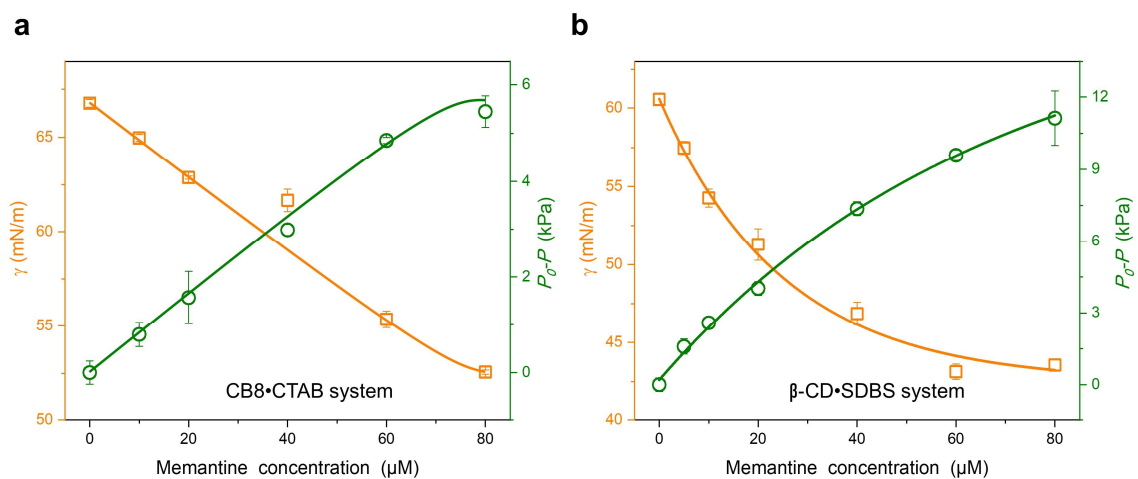 a
γ (mN/m)
65
60
55
50
6
4
2
0
P0-P (kPa)
CB8•CTAB system
0
20
40
60
80
Memantine concentration (μM)
b
γ (mN/m)
60
55
50
45
40
12
9
6
3
0
P0-P (kPa)
β-CD•SDBS system
0
20
40
60
80
Memantine concentration (μM)